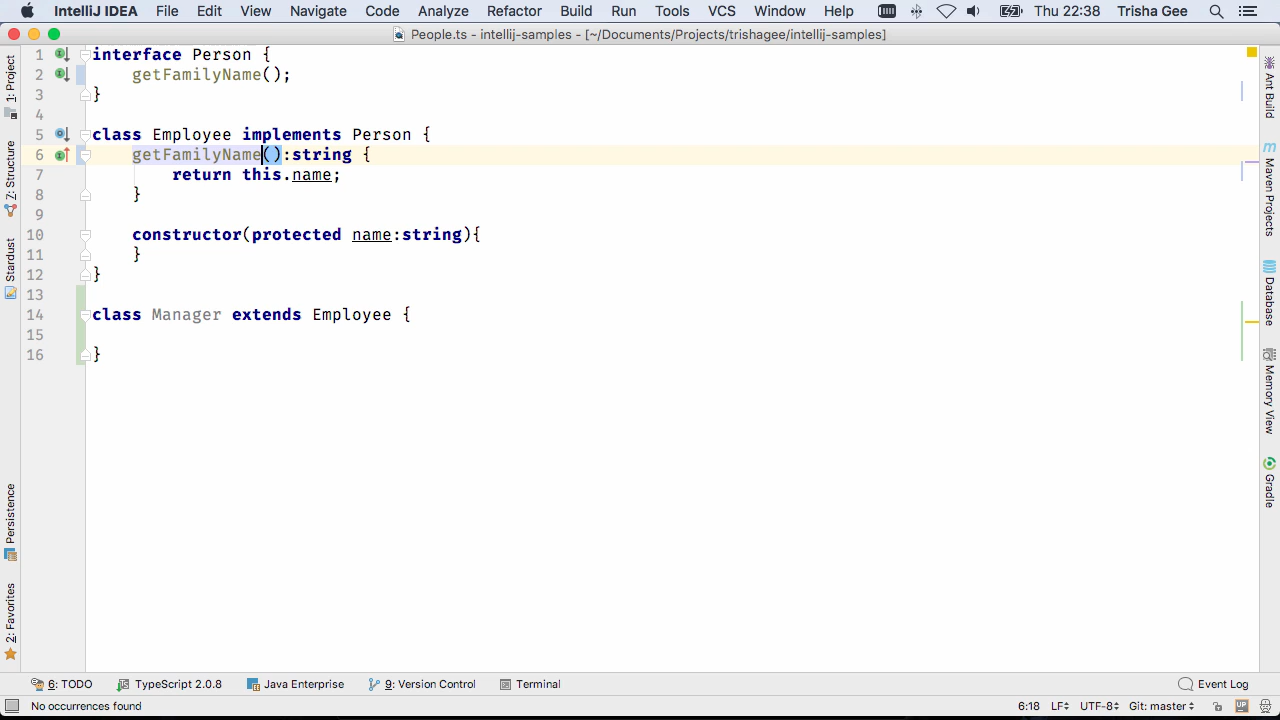 IntelliJ IDEA File Edit View Navigate Code Analyze Refactor Build Run Tools VCS Window Help Thu 22:38 Trisha Gee
People.ts - intellij-samples - [~/Documents/Projects/trishagee/intellij-samples]
1 interface Person {
2 getFamilyName();
3 }
4
5 class Employee implements Person {
6 getFamilyName():string {
7 return this.name;
8 }
9
10 constructor(protected name:string){
11 }
12 }
13
14 class Manager extends Employee {
15
16 }
1: Project
7: Structure
Stardust
Persistence
2: Favorites
Ant Build
m Maven Projects
Database
Memory View
Gradle
6: TODO TypeScript 2.0.8 Java Enterprise 9: Version Control Terminal Event Log
No occurrences found 6:18 LF UTF-8 Git: master UP